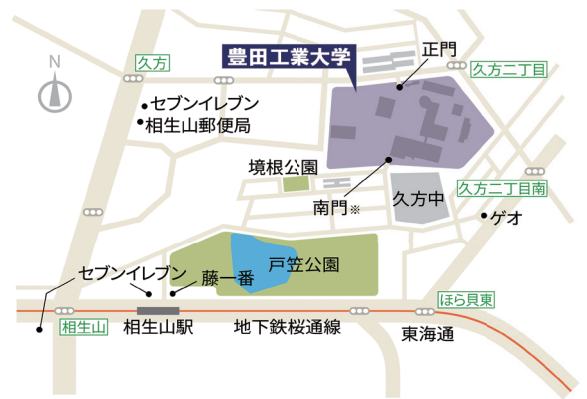 N
久方
豊田工業大学
正門
久方二丁目
セブンイレブン
相生山郵便局
境根公園
南門※
久方中
久方二丁目南
ゲオ
戸笠公園
セブンイレブン
藤一番
相生山
相生山駅
地下鉄桜通線
ほら貝東
東海通